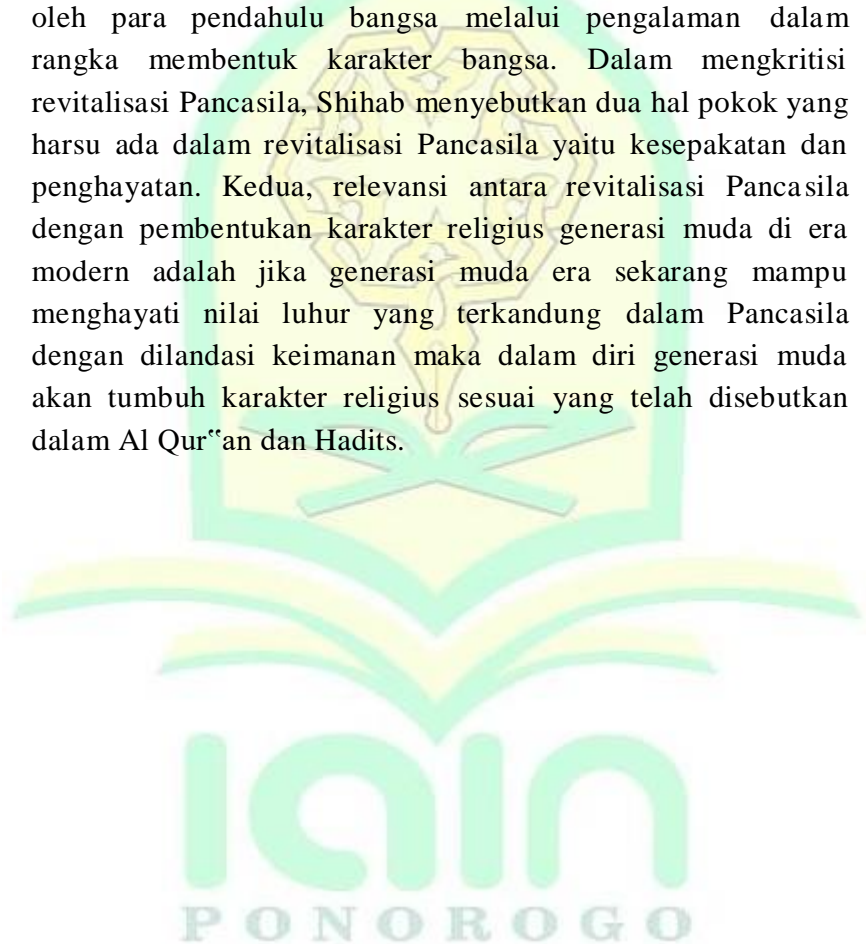 oleh para pendahulu bangsa melalui pengalaman dalam
rangka membentuk karakter bangsa. Dalam mengkritisi
revitalisasi Pancasila, Shihab menyebutkan dua hal pokok yang
harsu ada dalam revitalisasi Pancasila yaitu kesepakatan dan
penghayatan. Kedua, relevansi antara revitalisasi Pancasila
dengan pembentukan karakter religius generasi muda di era
modern adalah jika generasi muda era sekarang mampu
menghayati nilai luhur yang terkandung dalam Pancasila
dengan dilandasi keimanan maka dalam diri generasi muda
akan tumbuh karakter religius sesuai yang telah disebutkan
dalam Al Qur‟an dan Hadits.
IAIN
PONOROGO